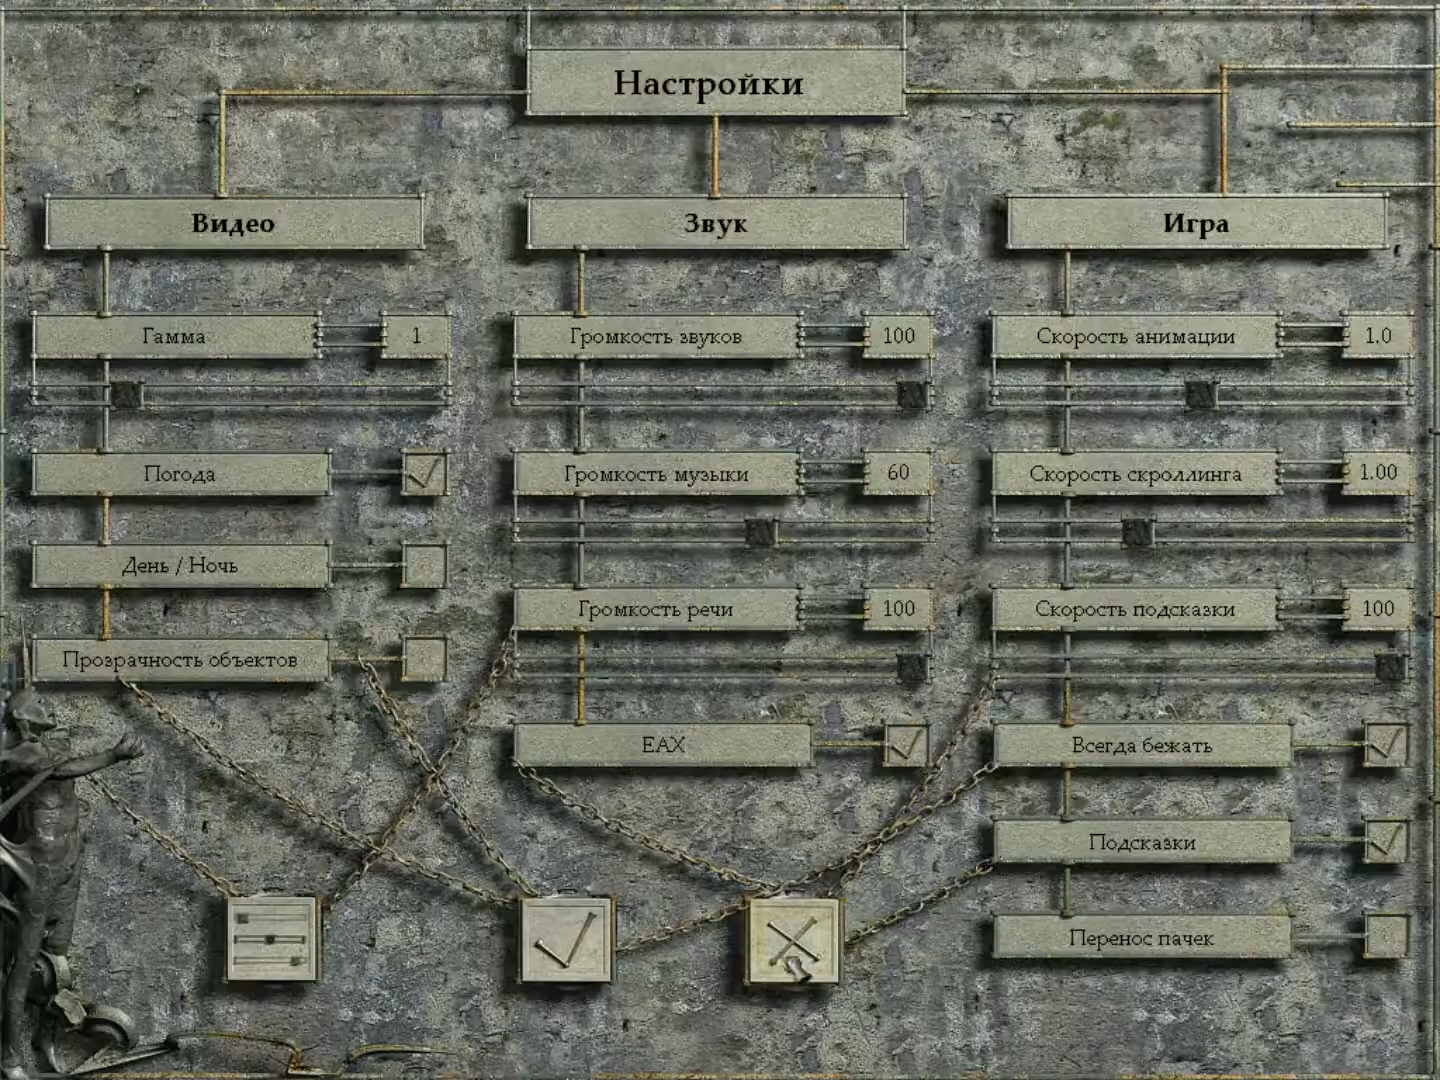 Настройки
Видео
Гамма 1
Погода
День / Ночь
Прозрачность объектов
Звук
Громкость звуков 100
Громкость музыки 60
Громкость речи 100
EAX
Игра
Скорость анимации 1.0
Скорость скроллинга 1.00
Скорость подсказки 100
Всегда бежать
Подсказки
Перенос пачек